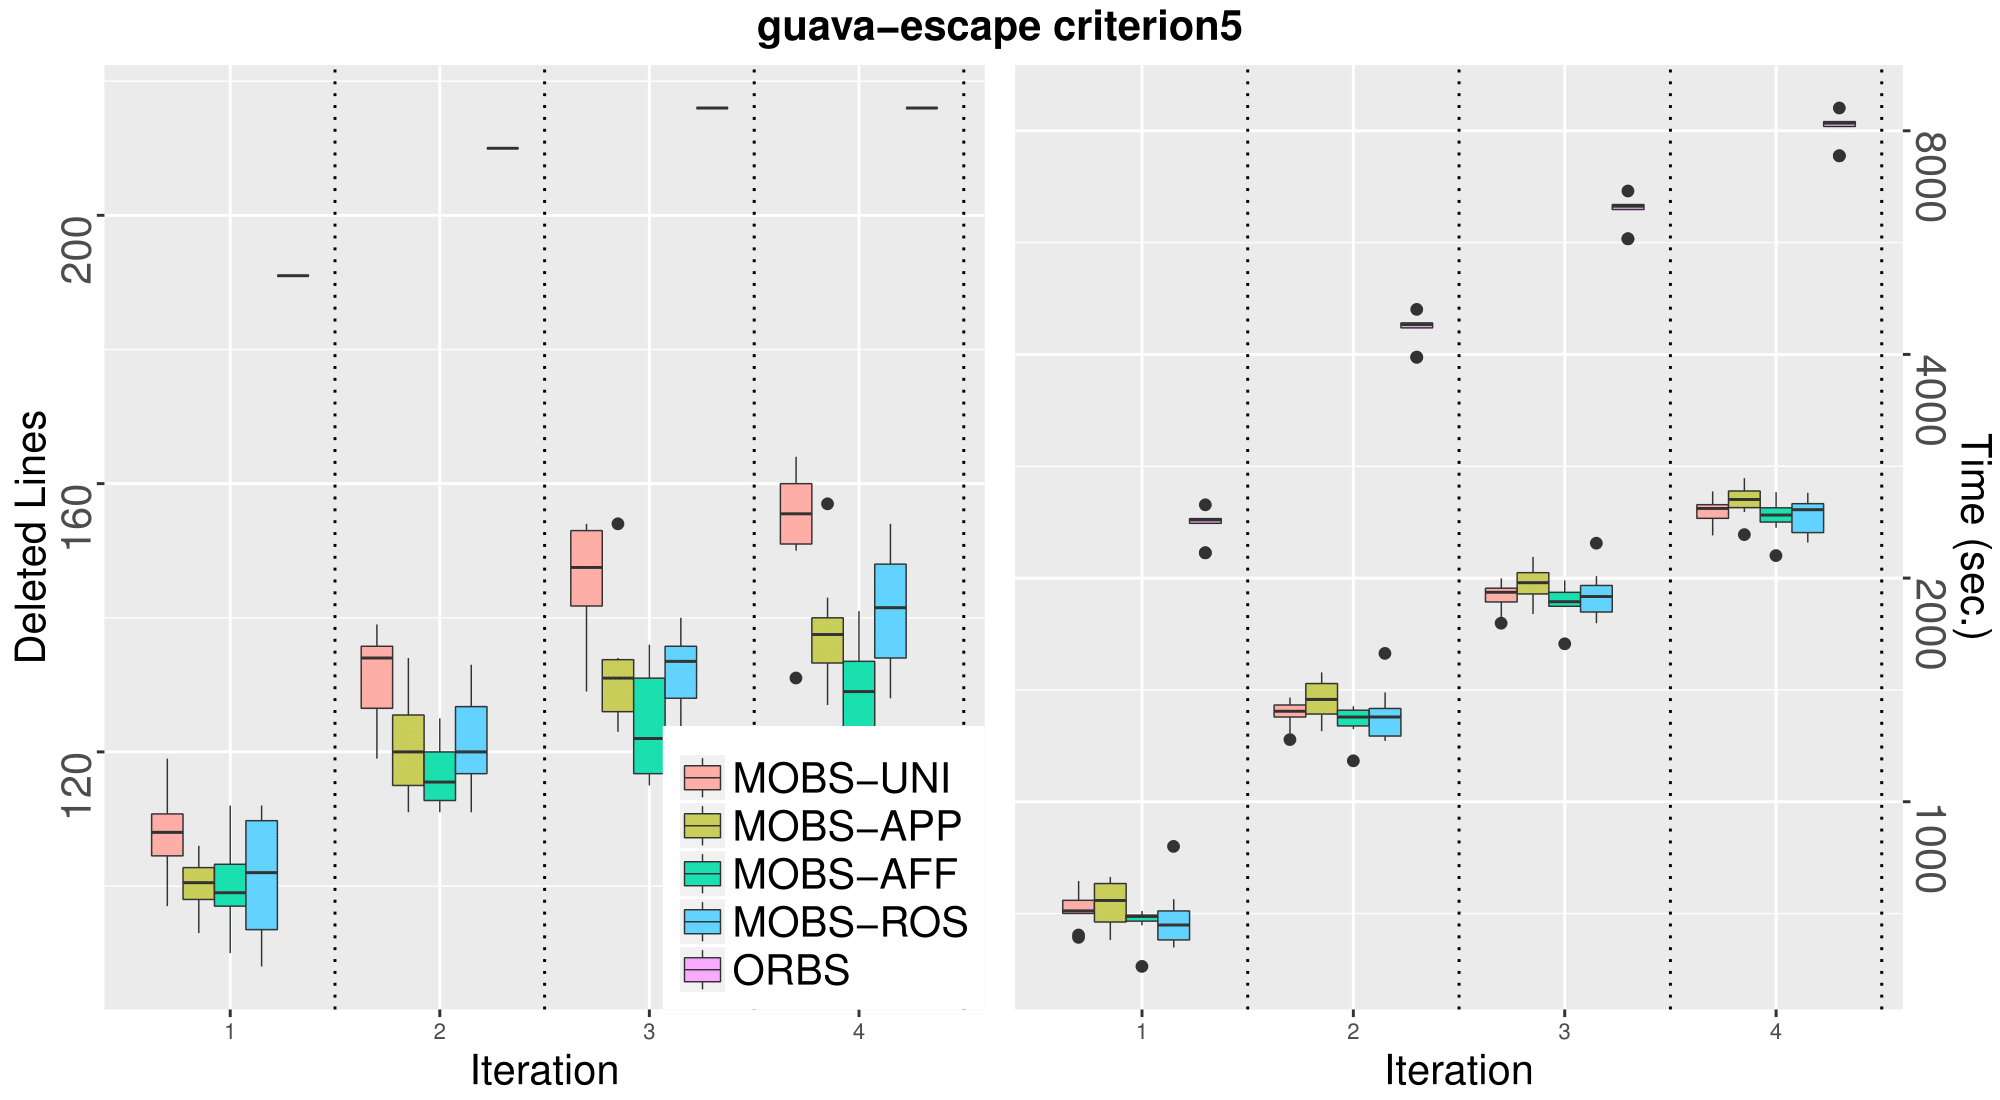 guava−escape criterion5
Deleted Lines
200
160
120
1
2
3
4
Iteration
MOBS−UNI
MOBS−APP
MOBS−AFF
MOBS−ROS
ORBS
1
2
3
4
Iteration
8000
4000
2000
1000
Time (sec.)